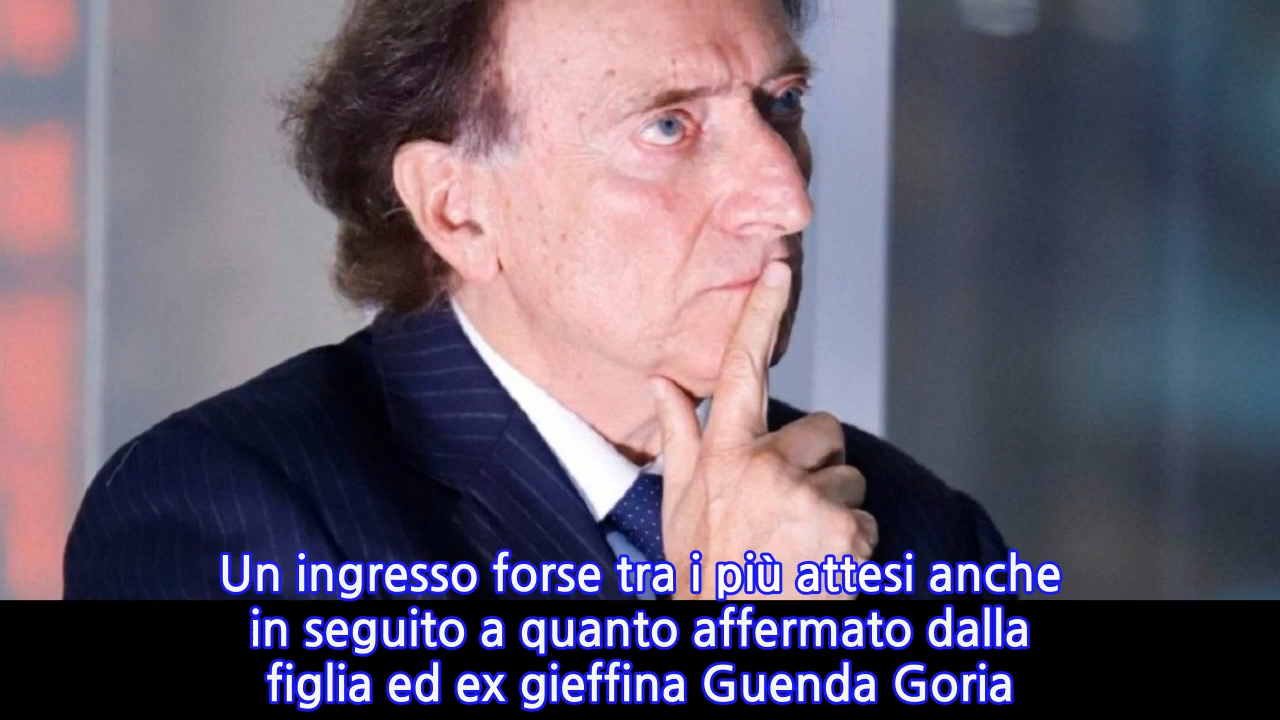 Un ingresso forse tra i più attesi anche
in seguito a quanto affermato dalla
figlia ed ex gieffina Guenda Goria